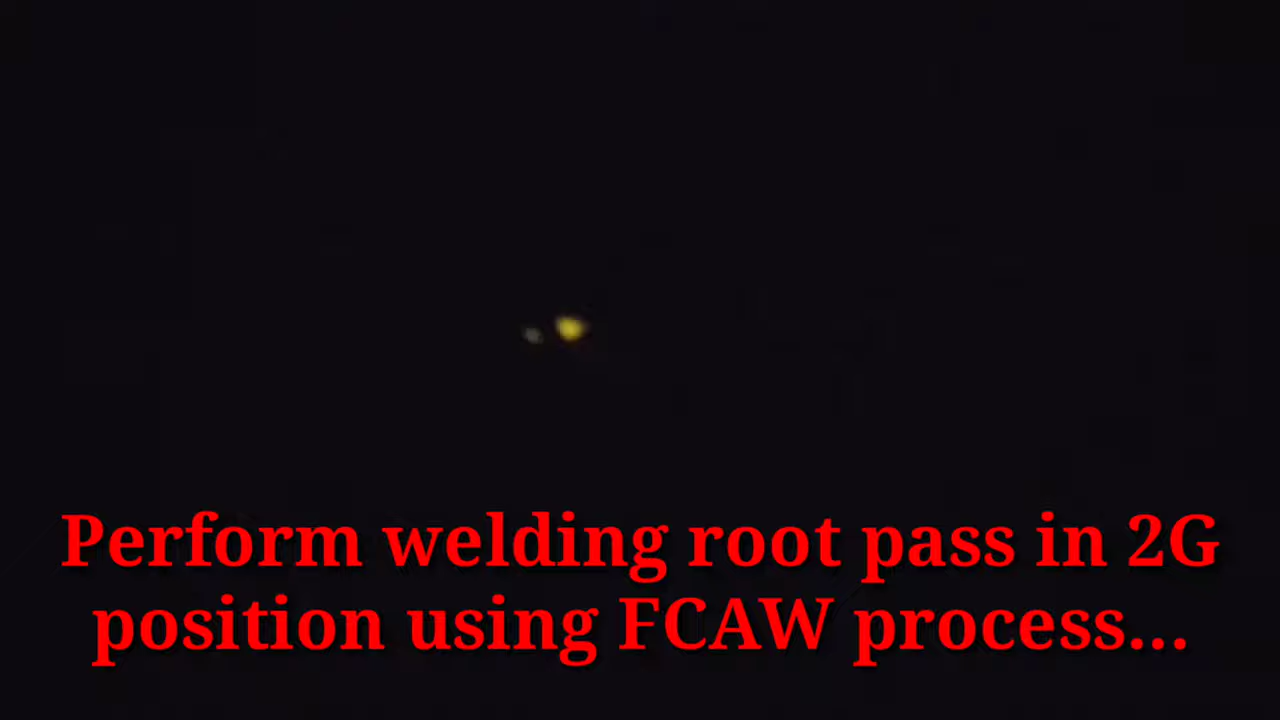 Perform welding root pass in 2G
position using FCAW process...